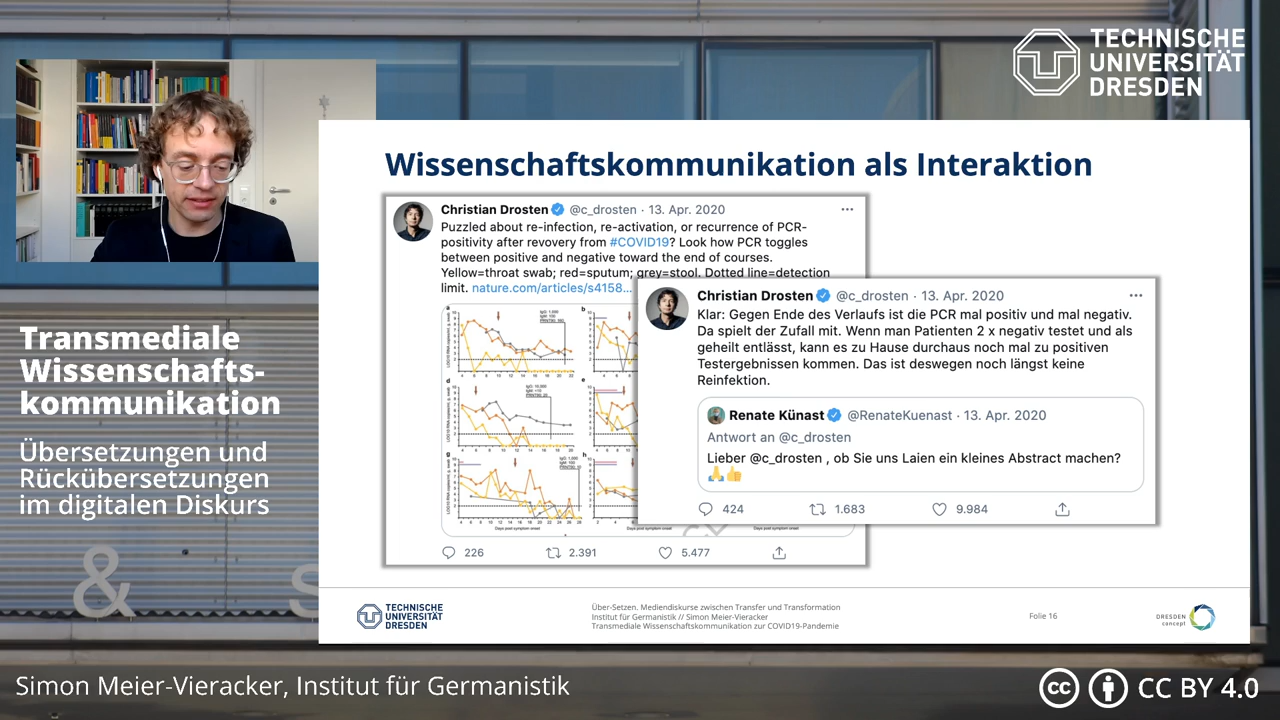 TECHNISCHE
UNIVERSITÄT
DRESDEN
Wissenschaftskommunikation als Interaktion
Christian Drosten @c_drosten · 13. Apr. 2020
Puzzled about re-infection, re-activation, or recurrence of PCR-
positivity after revovery from #COVID19? Look how PCR toggles
between positive and negative toward the end of courses.
Yellow=throat swab; red=sputum; grey=stool. Dotted line=detection
limit. nature.com/articles/s4158...
226 2.391 5.477
Christian Drosten @c_drosten · 13. Apr. 2020
Klar: Gegen Ende des Verlaufs ist die PCR mal positiv und mal negativ.
Da spielt der Zufall mit. Wenn man Patienten 2 x negativ testet und als
geheilt entlässt, kann es zu Hause durchaus noch mal zu positiven
Testergebnissen kommen. Das ist deswegen noch längst keine
Reinfektion.
Renate Künast @RenateKuenast · 13. Apr. 2020
Antwort an @c_drosten
Lieber @c_drosten , ob Sie uns Laien ein kleines Abstract machen?
🙏👍
424 1.683 9.984
Transmediale
Wissenschafts-
kommunikation
Übersetzungen und
Rückübersetzungen
im digitalen Diskurs
& s
TECHNISCHE
UNIVERSITÄT
DRESDEN
Über-Setzen. Mediendiskurse zwischen Transfer und Transformation
Institut für Germanistik // Simon Meier-Vieracker
Transmediale Wissenschaftskommunikation zur COVID19-Pandemie
Folie 16
DRESDEN
concept
Simon Meier-Vieracker, Institut für Germanistik
cc CC BY 4.0